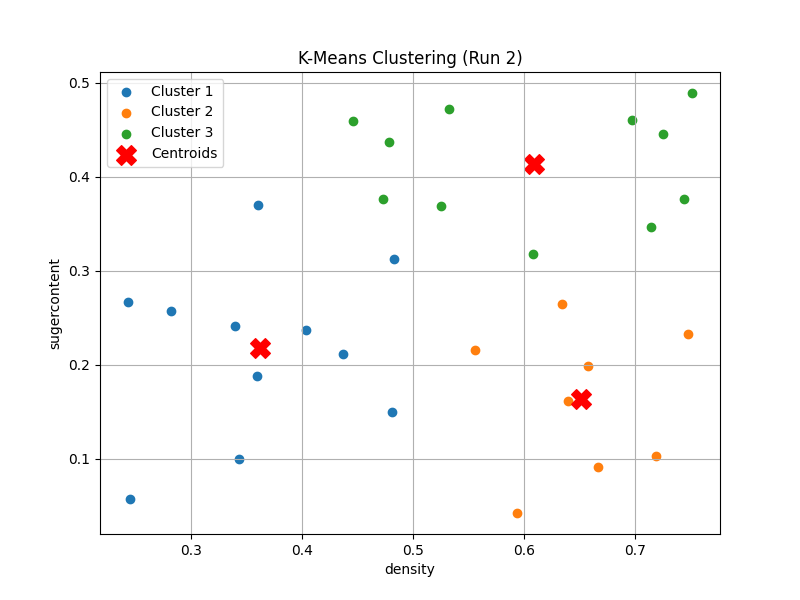 K-Means Clustering (Run 2)
Cluster 1
Cluster 2
Cluster 3
Centroids
0.5
0.4
0.3
0.2
0.1
sugercontent
0.3 0.4 0.5 0.6 0.7
density